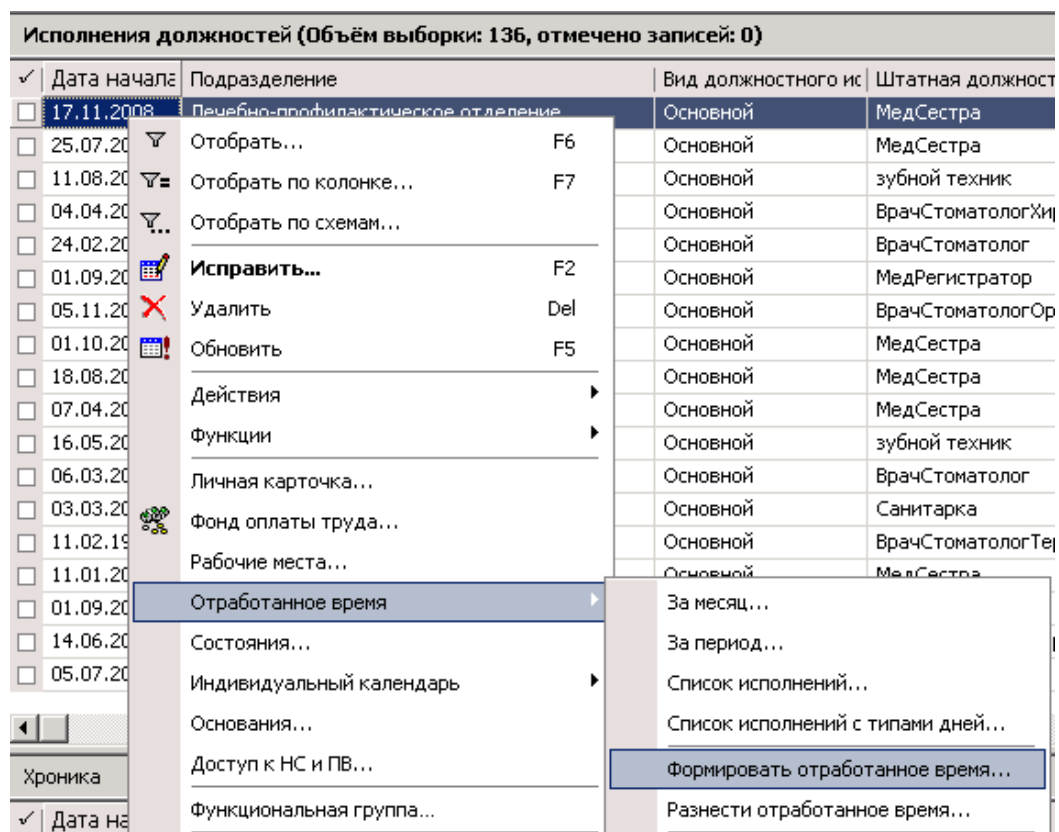 Исполнения должностей (Объём выборки: 136, отмечено записей: 0)
Дата начала Подразделение Вид должностного ис Штатная должност
17.11.2008 Лечебно-профилактическое отделение Основной МедСестра
25.07.20 Отобрать... F6 Основной МедСестра
11.08.20 Отобрать по колонке... F7 Основной зубной техник
04.04.20 Отобрать по схемам... Основной ВрачСтоматологХир
24.02.20 Основной ВрачСтоматолог
01.09.20 Исправить... F2 Основной МедРегистратор
05.11.20 Удалить Del Основной ВрачСтоматологОр
01.10.20 Обновить F5 Основной МедСестра
18.08.20 Основной МедСестра
07.04.20 Действия Основной МедСестра
16.05.20 Функции Основной зубной техник
06.03.20 Личная карточка... Основной ВрачСтоматолог
03.03.20 Фонд оплаты труда... Основной Санитарка
11.02.19 Рабочие места... Основной ВрачСтоматологТер
11.01.20 Основной МедСестра
01.09.20 Отработанное время За месяц...
14.06.20 Состояния... За период...
05.07.20 Индивидуальный календарь Список исполнений...
Основания... Список исполнений с типами дней...
Хроника Доступ к НС и ПВ... Формировать отработанное время...
Дата на Функциональная группа... Разнести отработанное время...